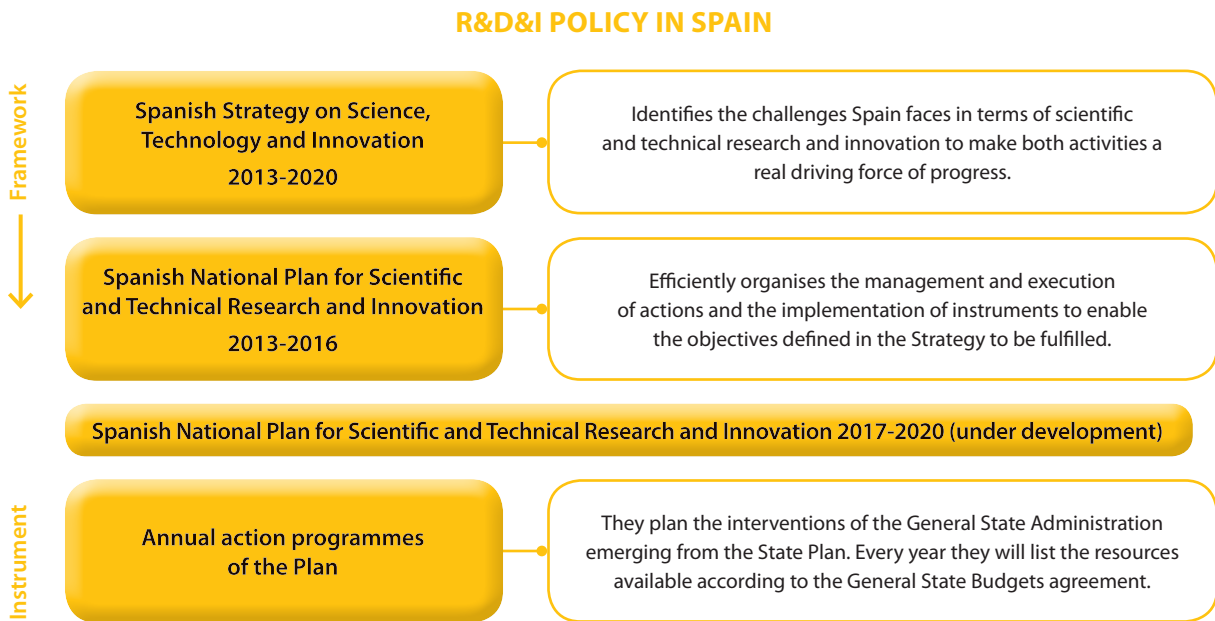 R&D&I POLICY IN SPAIN
Framework
Spanish Strategy on Science,
Technology and Innovation
2013-2020
Identifies the challenges Spain faces in terms of scientific
and technical research and innovation to make both activities a
real driving force of progress.
Spanish National Plan for Scientific
and Technical Research and Innovation
2013-2016
Efficiently organises the management and execution
of actions and the implementation of instruments to enable
the objectives defined in the Strategy to be fulfilled.
Spanish National Plan for Scientific and Technical Research and Innovation 2017-2020 (under development)
Instrument
Annual action programmes
of the Plan
They plan the interventions of the General State Administration
emerging from the State Plan. Every year they will list the resources
available according to the General State Budgets agreement.